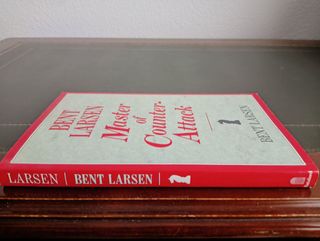 BENT
LARSEN
Master
of
Counter-
Attack
BENT LARSEN
LARSEN | BENT LARSEN |